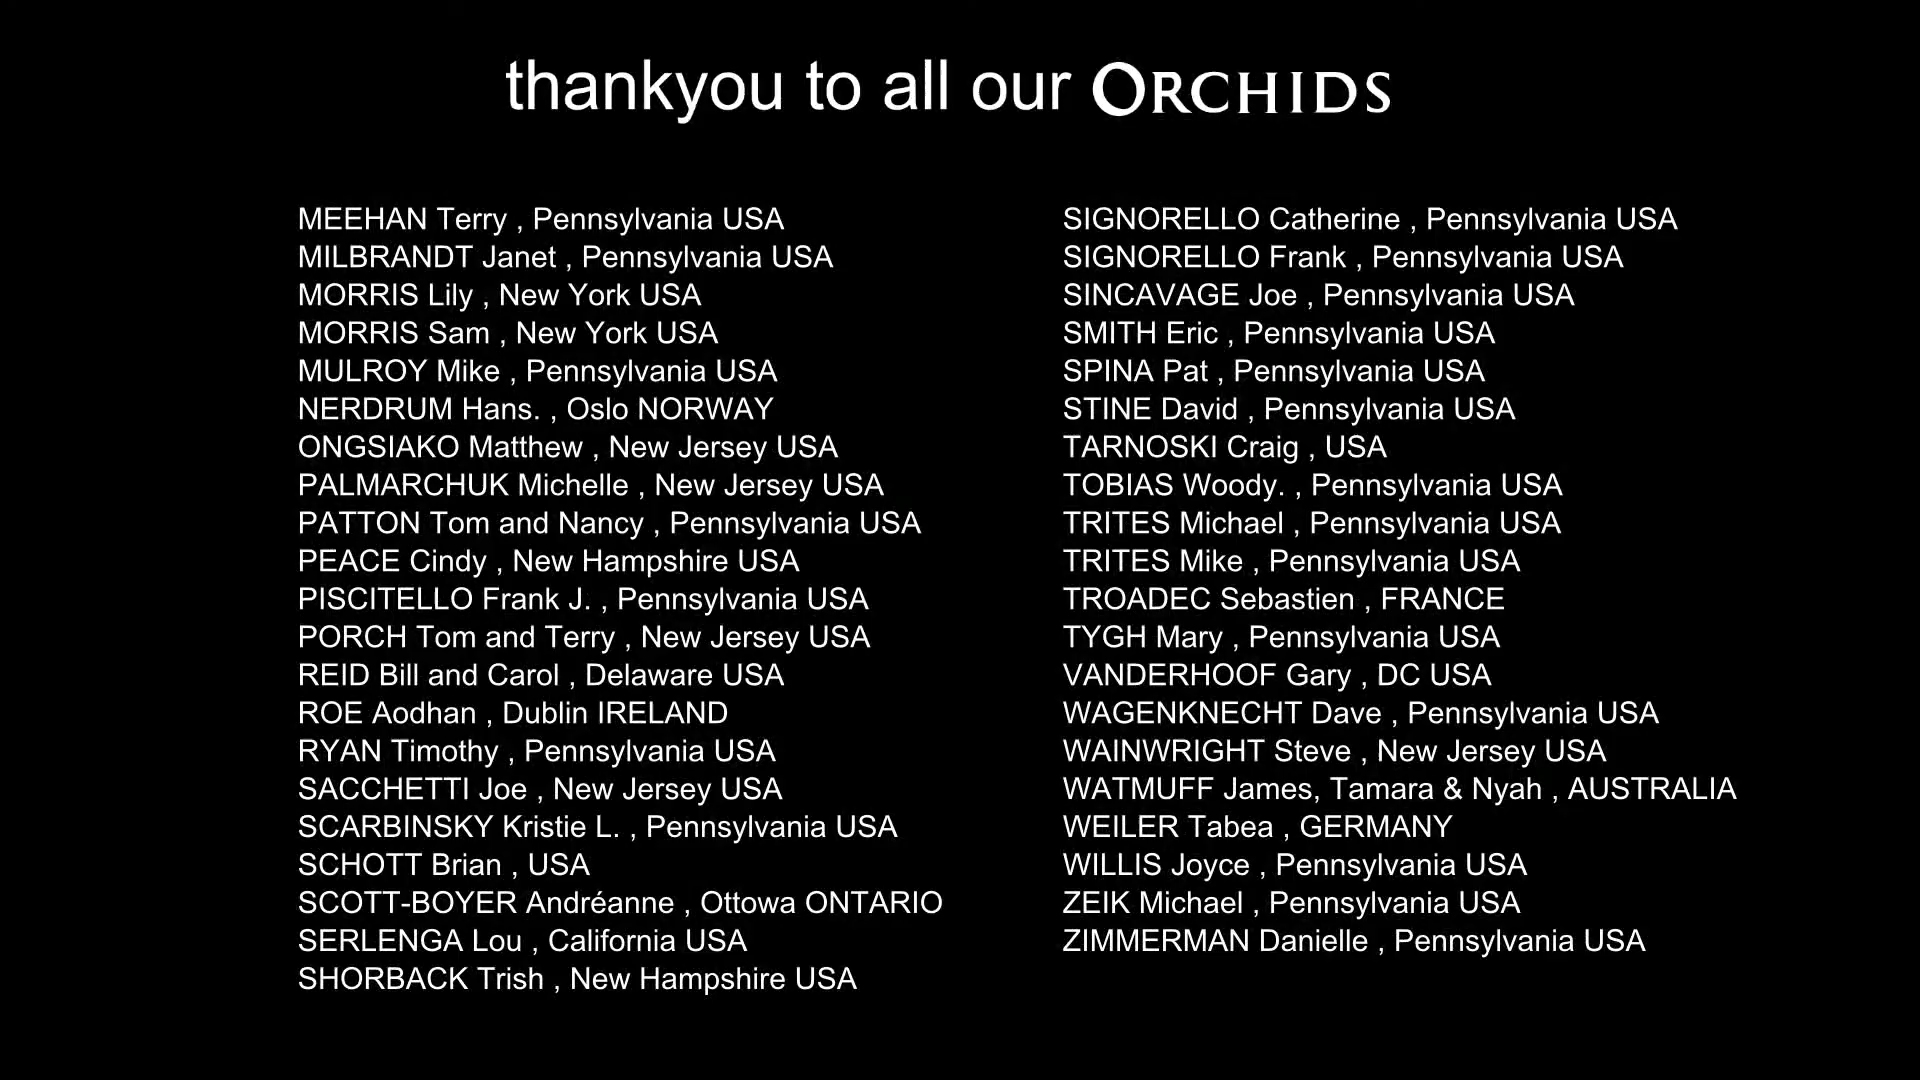 thankyou to all our ORCHIDS
MEEHAN Terry , Pennsylvania USA
MILBRANDT Janet , Pennsylvania USA
MORRIS Lily , New York USA
MORRIS Sam , New York USA
MULROY Mike , Pennsylvania USA
NERDRUM Hans. , Oslo NORWAY
ONGSIAKO Matthew , New Jersey USA
PALMARCHUK Michelle , New Jersey USA
PATTON Tom and Nancy , Pennsylvania USA
PEACE Cindy , New Hampshire USA
PISCITELLO Frank J. , Pennsylvania USA
PORCH Tom and Terry , New Jersey USA
REID Bill and Carol , Delaware USA
ROE Aodhan , Dublin IRELAND
RYAN Timothy , Pennsylvania USA
SACCHETTI Joe , New Jersey USA
SCARBINSKY Kristie L. , Pennsylvania USA
SCHOTT Brian , USA
SCOTT-BOYER Andréanne , Ottowa ONTARIO
SERLENGA Lou , California USA
SHORBACK Trish , New Hampshire USA
SIGNORELLO Catherine , Pennsylvania USA
SIGNORELLO Frank , Pennsylvania USA
SINCAVAGE Joe , Pennsylvania USA
SMITH Eric , Pennsylvania USA
SPINA Pat , Pennsylvania USA
STINE David , Pennsylvania USA
TARNOSKI Craig , USA
TOBIAS Woody. , Pennsylvania USA
TRITES Michael , Pennsylvania USA
TRITES Mike , Pennsylvania USA
TROADEC Sebastien , FRANCE
TYGH Mary , Pennsylvania USA
VANDERHOOF Gary , DC USA
WAGENKNECHT Dave , Pennsylvania USA
WAINWRIGHT Steve , New Jersey USA
WATMUFF James, Tamara & Nyah , AUSTRALIA
WEILER Tabea , GERMANY
WILLIS Joyce , Pennsylvania USA
ZEIK Michael , Pennsylvania USA
ZIMMERMAN Danielle , Pennsylvania USA